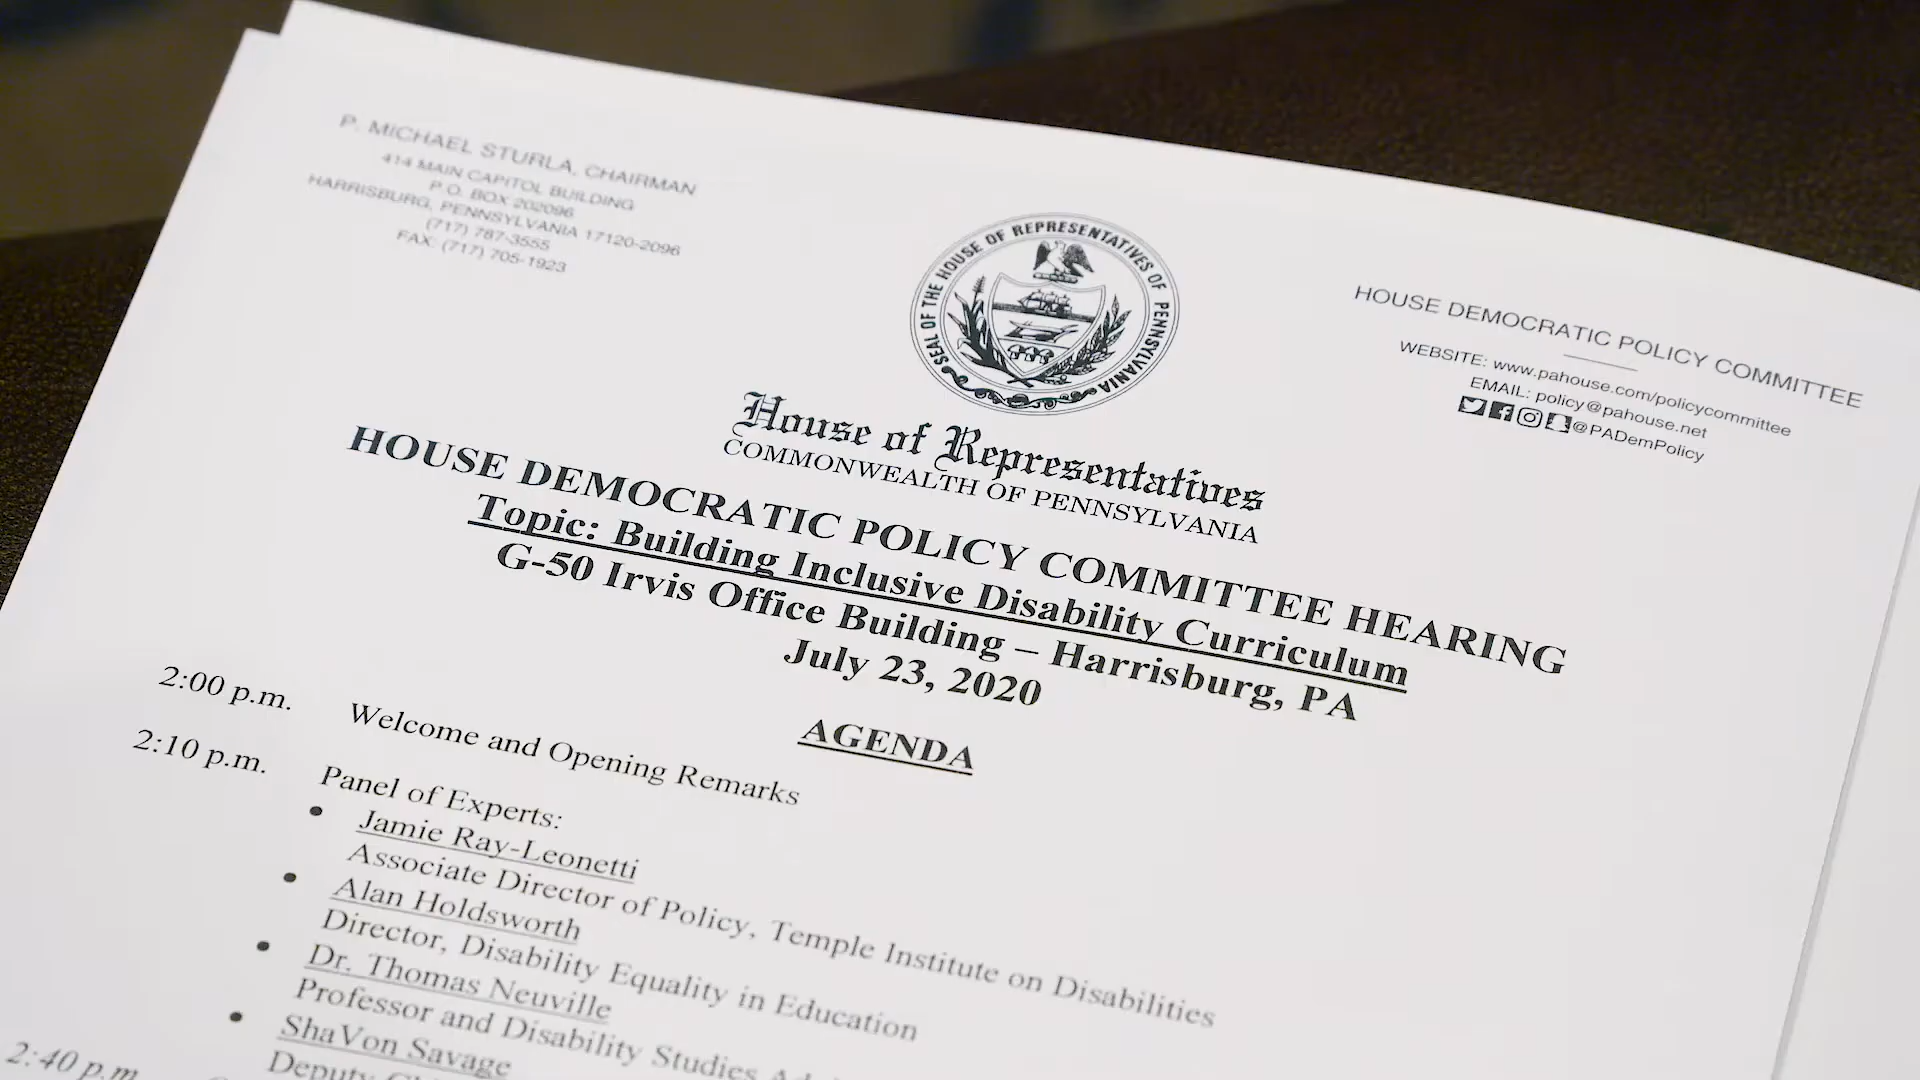 P. MICHAEL STURLA, CHAIRMAN
414 MAIN CAPITOL BUILDING
P.O. BOX 202096
HARRISBURG, PENNSYLVANIA 17120-2096
(717) 787-3555
FAX: (717) 705-1923
SEAL OF THE HOUSE OF REPRESENTATIVES OF PENNSYLVANIA
HOUSE DEMOCRATIC POLICY COMMITTEE
WEBSITE: www.pahouse.com/policycommittee
EMAIL: policy@pahouse.net
@PADemPolicy
House of Representatives
COMMONWEALTH OF PENNSYLVANIA
HOUSE DEMOCRATIC POLICY COMMITTEE HEARING
Topic: Building Inclusive Disability Curriculum
G-50 Irvis Office Building – Harrisburg, PA
July 23, 2020
AGENDA
2:00 p.m. Welcome and Opening Remarks
2:10 p.m. Panel of Experts:
• Jamie Ray-Leonetti
Associate Director of Policy, Temple Institute on Disabilities
• Alan Holdsworth
Director, Disability Equality in Education
• Dr. Thomas Neuville
Professor and Disability Studies
• ShaVon Savage
Deputy
2:40 p.m.